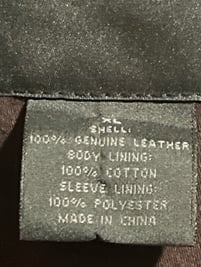 XL
SHELL:
100% GENUINE LEATHER
BODY LINING:
100% COTTON
SLEEVE LINING:
100% POLYESTER
MADE IN CHINA